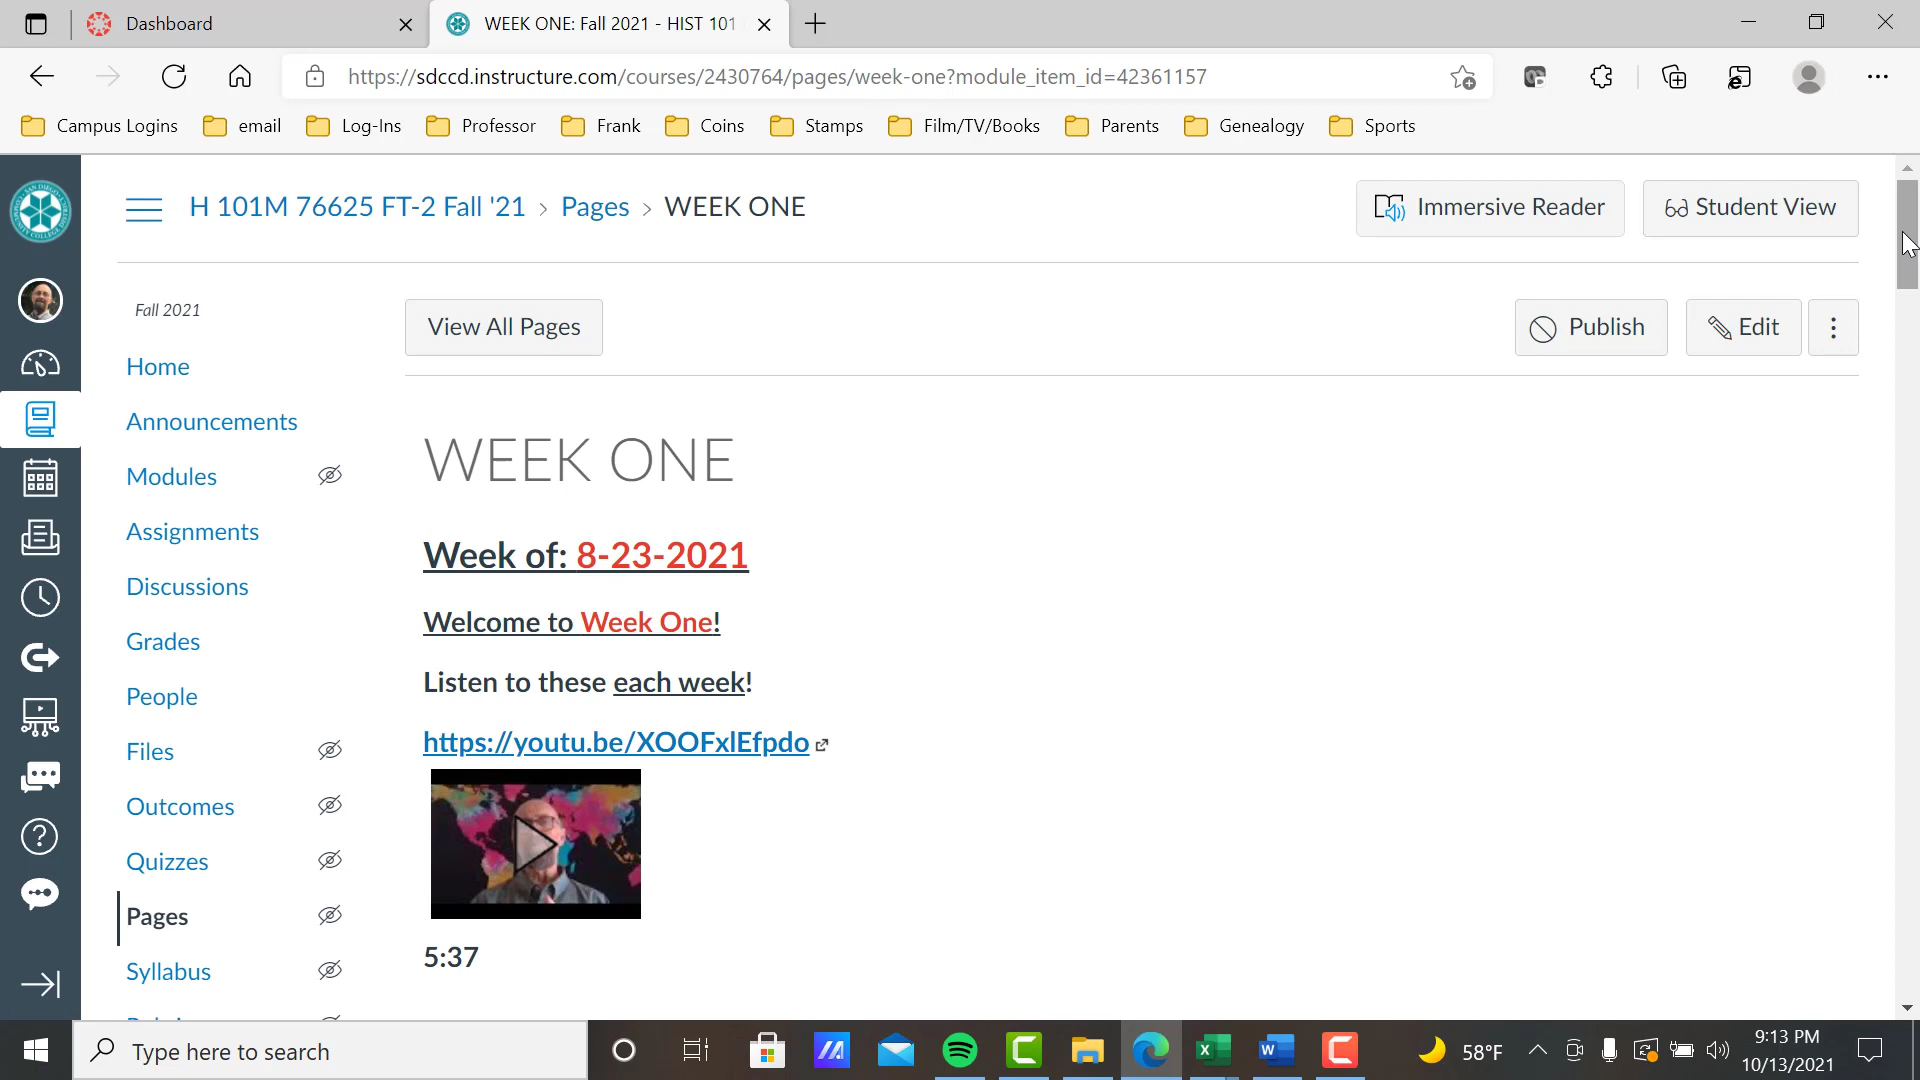 Dashboard
WEEK ONE: Fall 2021 - HIST 101
https://sdccd.instructure.com/courses/2430764/pages/week-one?module_item_id=42361157
Campus Logins
email
Log-Ins
Professor
Frank
Coins
Stamps
Film/TV/Books
Parents
Genealogy
Sports
H 101M 76625 FT-2 Fall '21 > Pages > WEEK ONE
Immersive Reader
Student View
Fall 2021
View All Pages
Publish
Edit
Home
Announcements
Modules
Assignments
Discussions
Grades
People
Files
Outcomes
Quizzes
Pages
Syllabus
WEEK ONE
Week of: 8-23-2021
Welcome to Week One!
Listen to these each week!
https://youtu.be/XOOFxlEfpdo
5:37
Type here to search
58°F
9:13 PM
10/13/2021